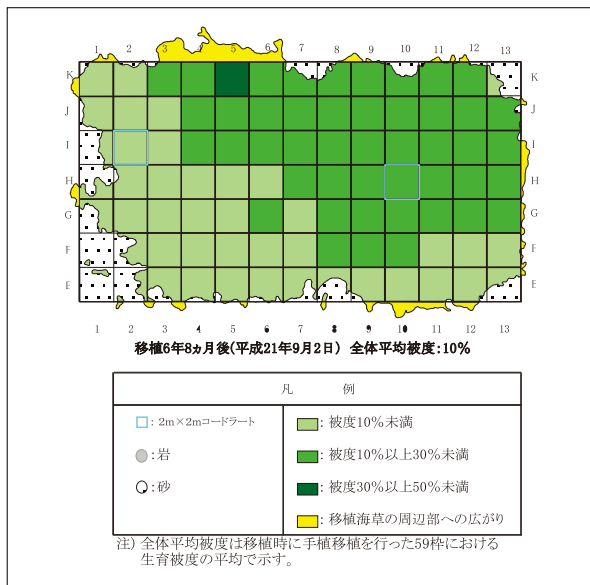 1 2 3 4 5 6 7 8 9 10 11 12 13
K K
J J
I I
H H
G G
F F
E E
1 2 3 4 5 6 7 8 9 10 11 12 13
移植6年8ヵ月後(平成21年9月2日) 全体平均被度:10%
凡 例
: 2m×2mコードラート
: 被度10%未満
:岩
: 被度10%以上30%未満
:砂
: 被度30%以上50%未満
: 移植海草の周辺部への広がり
注) 全体平均被度は移植時に手植移植を行った59枠における
生育被度の平均で示す。